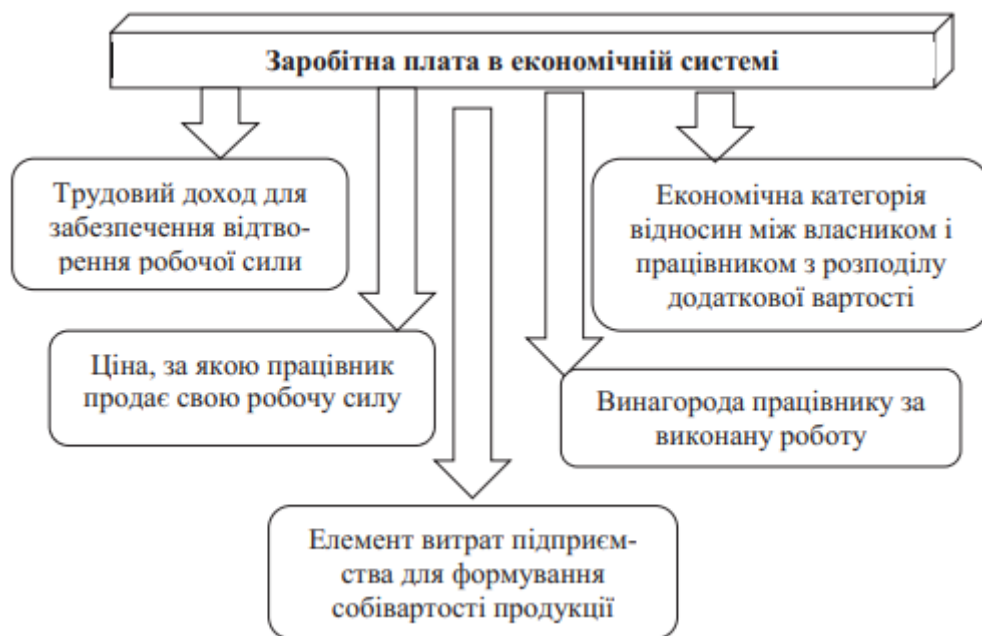 Заробітна плата в економічній системі
Трудовий доход для
забезпечення відтво-
рення робочої сили
Економічна категорія
відносин між власником і
працівником з розподілу
додаткової вартості
Ціна, за якою працівник
продає свою робочу силу
Винагорода працівнику за
виконану роботу
Елемент витрат підприєм-
ства для формування
собівартості продукції